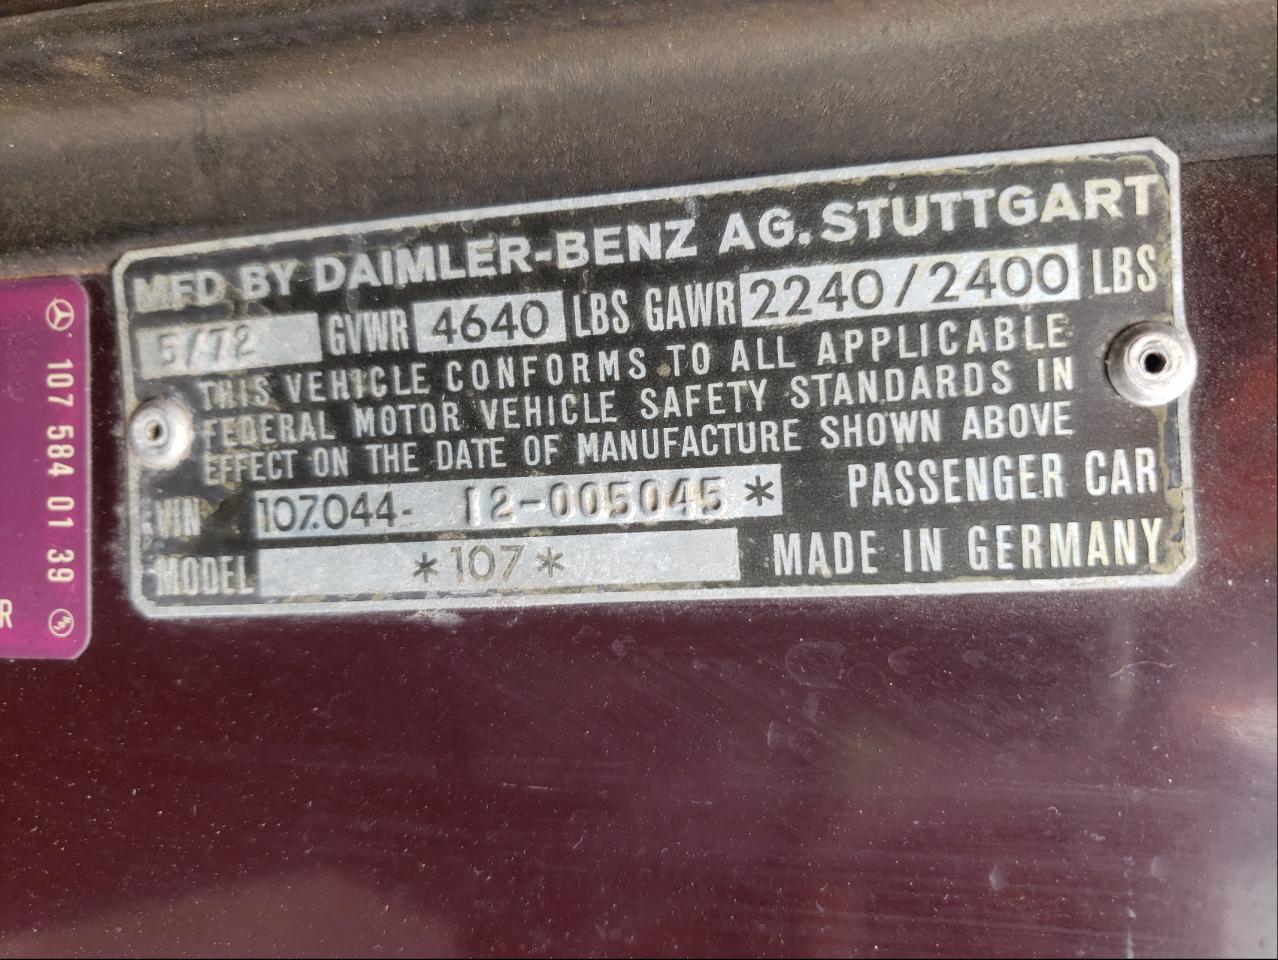 MFD BY DAIMLER-BENZ AG. STUTTGART
5/72 GVWR 4640 LBS GAWR 2240/2400 LBS
THIS VEHICLE CONFORMS TO ALL APPLICABLE
FEDERAL MOTOR VEHICLE SAFETY STANDARDS IN
EFFECT ON THE DATE OF MANUFACTURE SHOWN ABOVE
VIN 107.044- 12-005045* PASSENGER CAR
MODEL *107* MADE IN GERMANY
107 584 01 39
R